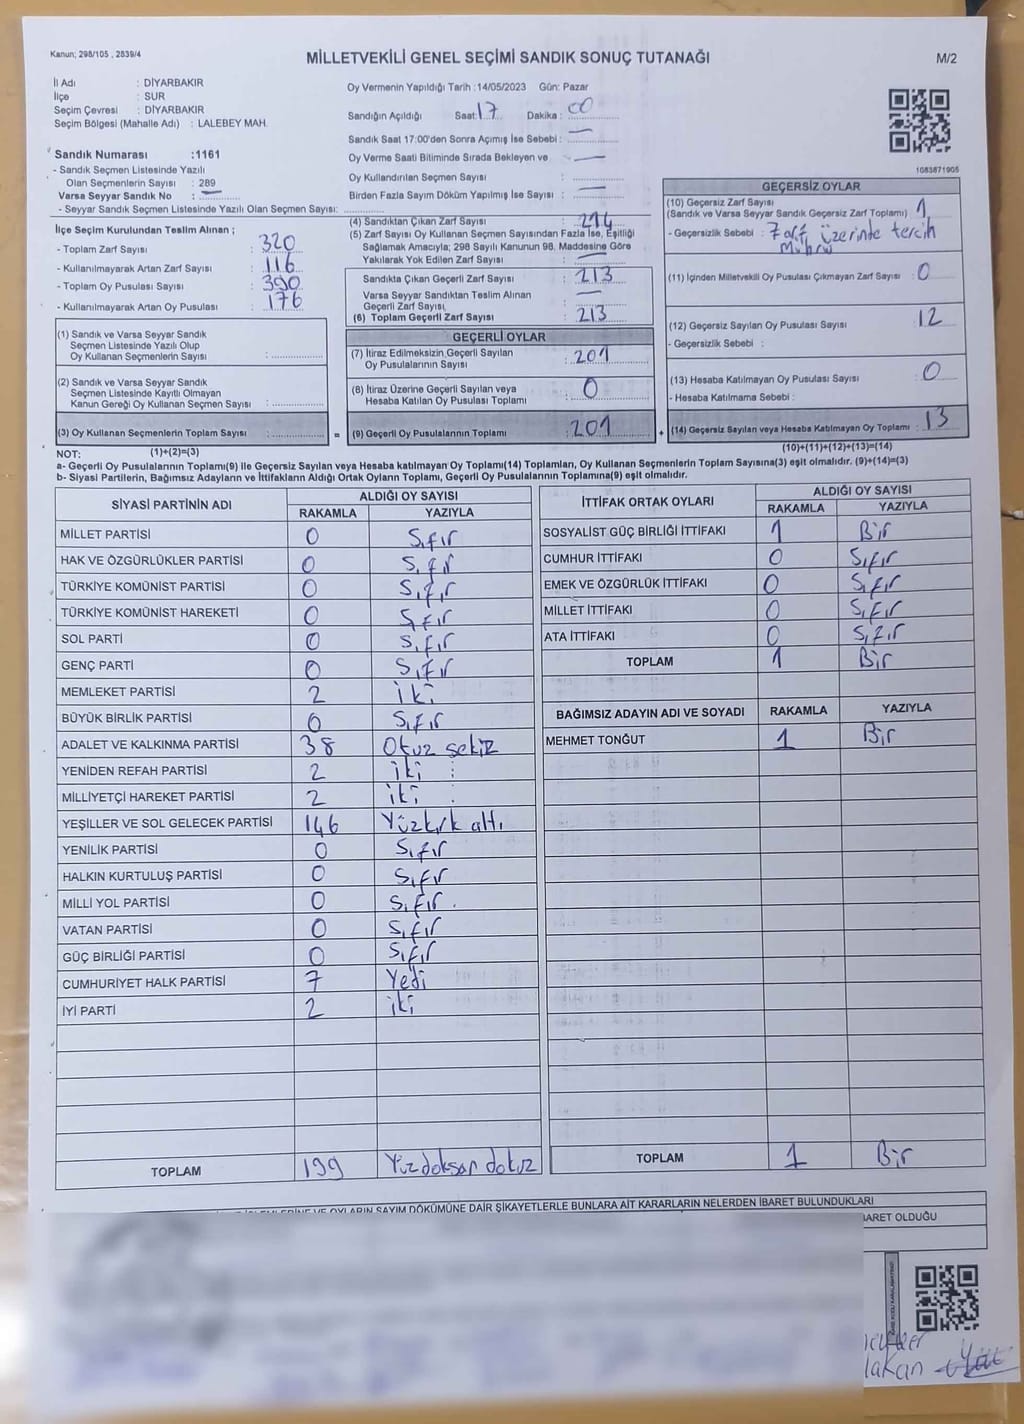 Kanun; 298/105 , 2839/4
MİLLETVEKİLİ GENEL SEÇİMİ SANDIK SONUÇ TUTANAĞI
M/2
İl Adı : DİYARBAKIR
İlçe : SUR
Seçim Çevresi : DİYARBAKIR
Seçim Bölgesi (Mahalle Adı) : LALEBEY MAH.
Sandık Numarası :1161
- Sandık Seçmen Listesinde Yazılı
Olan Seçmenlerin Sayısı : 289
Varsa Seyyar Sandık No : —
- Seyyar Sandık Seçmen Listesinde Yazılı Olan Seçmen Sayısı:
İlçe Seçim Kurulundan Teslim Alınan ;
- Toplam Zarf Sayısı : 320
- Kullanılmayarak Artan Zarf Sayısı : 116
- Toplam Oy Pusulası Sayısı : 390
- Kullanılmayarak Artan Oy Pusulası : 176
Oy Vermenin Yapıldığı Tarih :14/05/2023 Gün: Pazar
Sandığın Açıldığı Saat: 17 Dakika : 00
Sandık Saat 17:00'den Sonra Açımış İse Sebebi : —
Oy Verme Saati Bitiminde Sırada Bekleyen ve
Oy Kullandırılan Seçmen Sayısı : —
Birden Fazla Sayım Döküm Yapılmış İse Sayısı : —
(4) Sandıktan Çıkan Zarf Sayısı : 214
(5) Zarf Sayısı Oy Kullanan Seçmen Sayısından Fazla İse, Eşitliği
Sağlamak Amacıyla; 298 Sayılı Kanunun 98. Maddesine Göre
Yakılarak Yok Edilen Zarf Sayısı : —
Sandıkta Çıkan Geçerli Zarf Sayısı : 213
Varsa Seyyar Sandıktan Teslim Alınan
Geçerli Zarf Sayısı : —
(6) Toplam Geçerli Zarf Sayısı : 213
1083871905
GEÇERSİZ OYLAR
(10) Geçersiz Zarf Sayısı
(Sandık ve Varsa Seyyar Sandık Geçersiz Zarf Toplamı) : 1
- Geçersizlik Sebebi : Zarf üzerinde tercih
Mührü
(11) İçinden Milletvekili Oy Pusulası Çıkmayan Zarf Sayısı : 0
(12) Geçersiz Sayılan Oy Pusulası Sayısı : 12
- Geçersizlik Sebebi :
(13) Hesaba Katılmayan Oy Pusulası Sayısı : 0
- Hesaba Katılmama Sebebi :
(14) Geçersiz Sayılan veya Hesaba Katılmayan Oy Toplamı : 13
(1) Sandık ve Varsa Seyyar Sandık
Seçmen Listesinde Yazılı Olup
Oy Kullanan Seçmenlerin Sayısı :
(2) Sandık ve Varsa Seyyar Sandık
Seçmen Listesinde Kayıtlı Olmayan
Kanun Gereği Oy Kullanan Seçmen Sayısı :
(3) Oy Kullanan Seçmenlerin Toplam Sayısı :
GEÇERLİ OYLAR
(7) İtiraz Edilmeksizin Geçerli Sayılan
Oy Pusulalarının Sayısı : 201
(8) İtiraz Üzerine Geçerli Sayılan veya
Hesaba Katılan Oy Pusulası Toplamı : 0
= (9) Geçerli Oy Pusulalarının Toplamı : 201 +
NOT: (1)+(2)=(3) (10)+(11)+(12)+(13)=(14)
a- Geçerli Oy Pusulalarının Toplamı(9) ile Geçersiz Sayılan veya Hesaba katılmayan Oy Toplamı(14) Toplamları, Oy Kullanan Seçmenlerin Toplam Sayısına(3) eşit olmalıdır. (9)+(14)=(3)
b- Siyasi Partilerin, Bağımsız Adayların ve İttifakların Aldığı Ortak Oyların Toplamı, Geçerli Oy Pusulalarının Toplamına(9) eşit olmalıdır.
SİYASİ PARTİNİN ADI ALDIĞI OY SAYISI
RAKAMLA YAZIYLA
MİLLET PARTİSİ 0 Sıfır
HAK VE ÖZGÜRLÜKLER PARTİSİ 0 Sıfır
TÜRKİYE KOMÜNİST PARTİSİ 0 Sıfır
TÜRKİYE KOMÜNİST HAREKETİ 0 Sıfır
SOL PARTİ 0 Sıfır
GENÇ PARTİ 0 Sıfır
MEMLEKET PARTİSİ 2 iki
BÜYÜK BİRLİK PARTİSİ 0 Sıfır
ADALET VE KALKINMA PARTİSİ 38 Otuz sekiz
YENİDEN REFAH PARTİSİ 2 iki
MİLLİYETÇİ HAREKET PARTİSİ 2 iki
YEŞİLLER VE SOL GELECEK PARTİSİ 146 Yüzkırk altı
YENİLİK PARTİSİ 0 Sıfır
HALKIN KURTULUŞ PARTİSİ 0 Sıfır
MİLLİ YOL PARTİSİ 0 Sıfır
VATAN PARTİSİ 0 Sıfır
GÜÇ BİRLİĞİ PARTİSİ 0 Sıfır
CUMHURİYET HALK PARTİSİ 7 Yedi
İYİ PARTİ 2 iki
TOPLAM 199 Yüzdoksan dokuz
İTTİFAK ORTAK OYLARI ALDIĞI OY SAYISI
RAKAMLA YAZIYLA
SOSYALİST GÜÇ BİRLİĞİ İTTİFAKI 1 Bir
CUMHUR İTTİFAKI 0 Sıfır
EMEK VE ÖZGÜRLÜK İTTİFAKI 0 Sıfır
MİLLET İTTİFAKI 0 Sıfır
ATA İTTİFAKI 0 Sıfır
TOPLAM 1 Bir
BAĞIMSIZ ADAYIN ADI VE SOYADI RAKAMLA YAZIYLA
MEHMET TONĞUT 1 Bir
TOPLAM 1 Bir
VE OYLARIN SAYIM DÖKÜMÜNE DAİR ŞİKAYETLERLE BUNLARA AİT KARARLARIN NELERDEN İBARET BULUNDUKLARI
BARET OLDUĞU